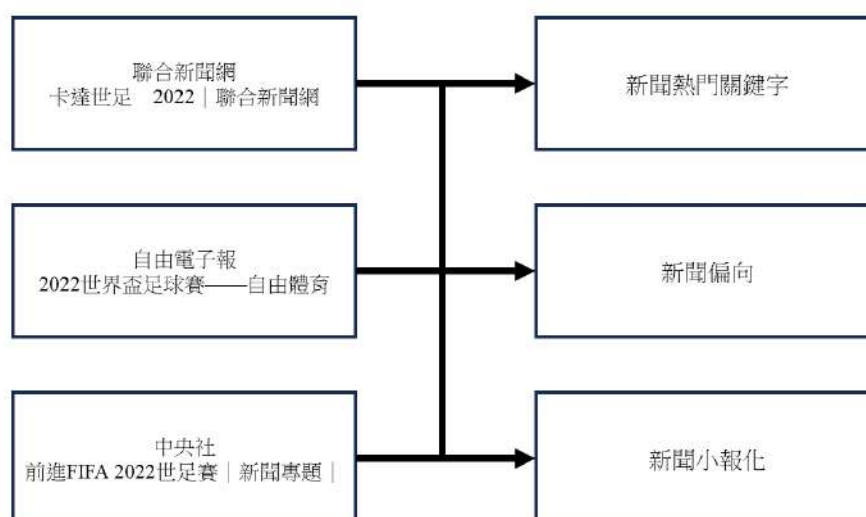 聯合新聞網
卡達世足　2022｜聯合新聞網
新聞熱門關鍵字
自由電子報
2022世界盃足球賽——自由體育
新聞偏向
中央社
前進FIFA 2022世足賽｜新聞專題｜
新聞小報化